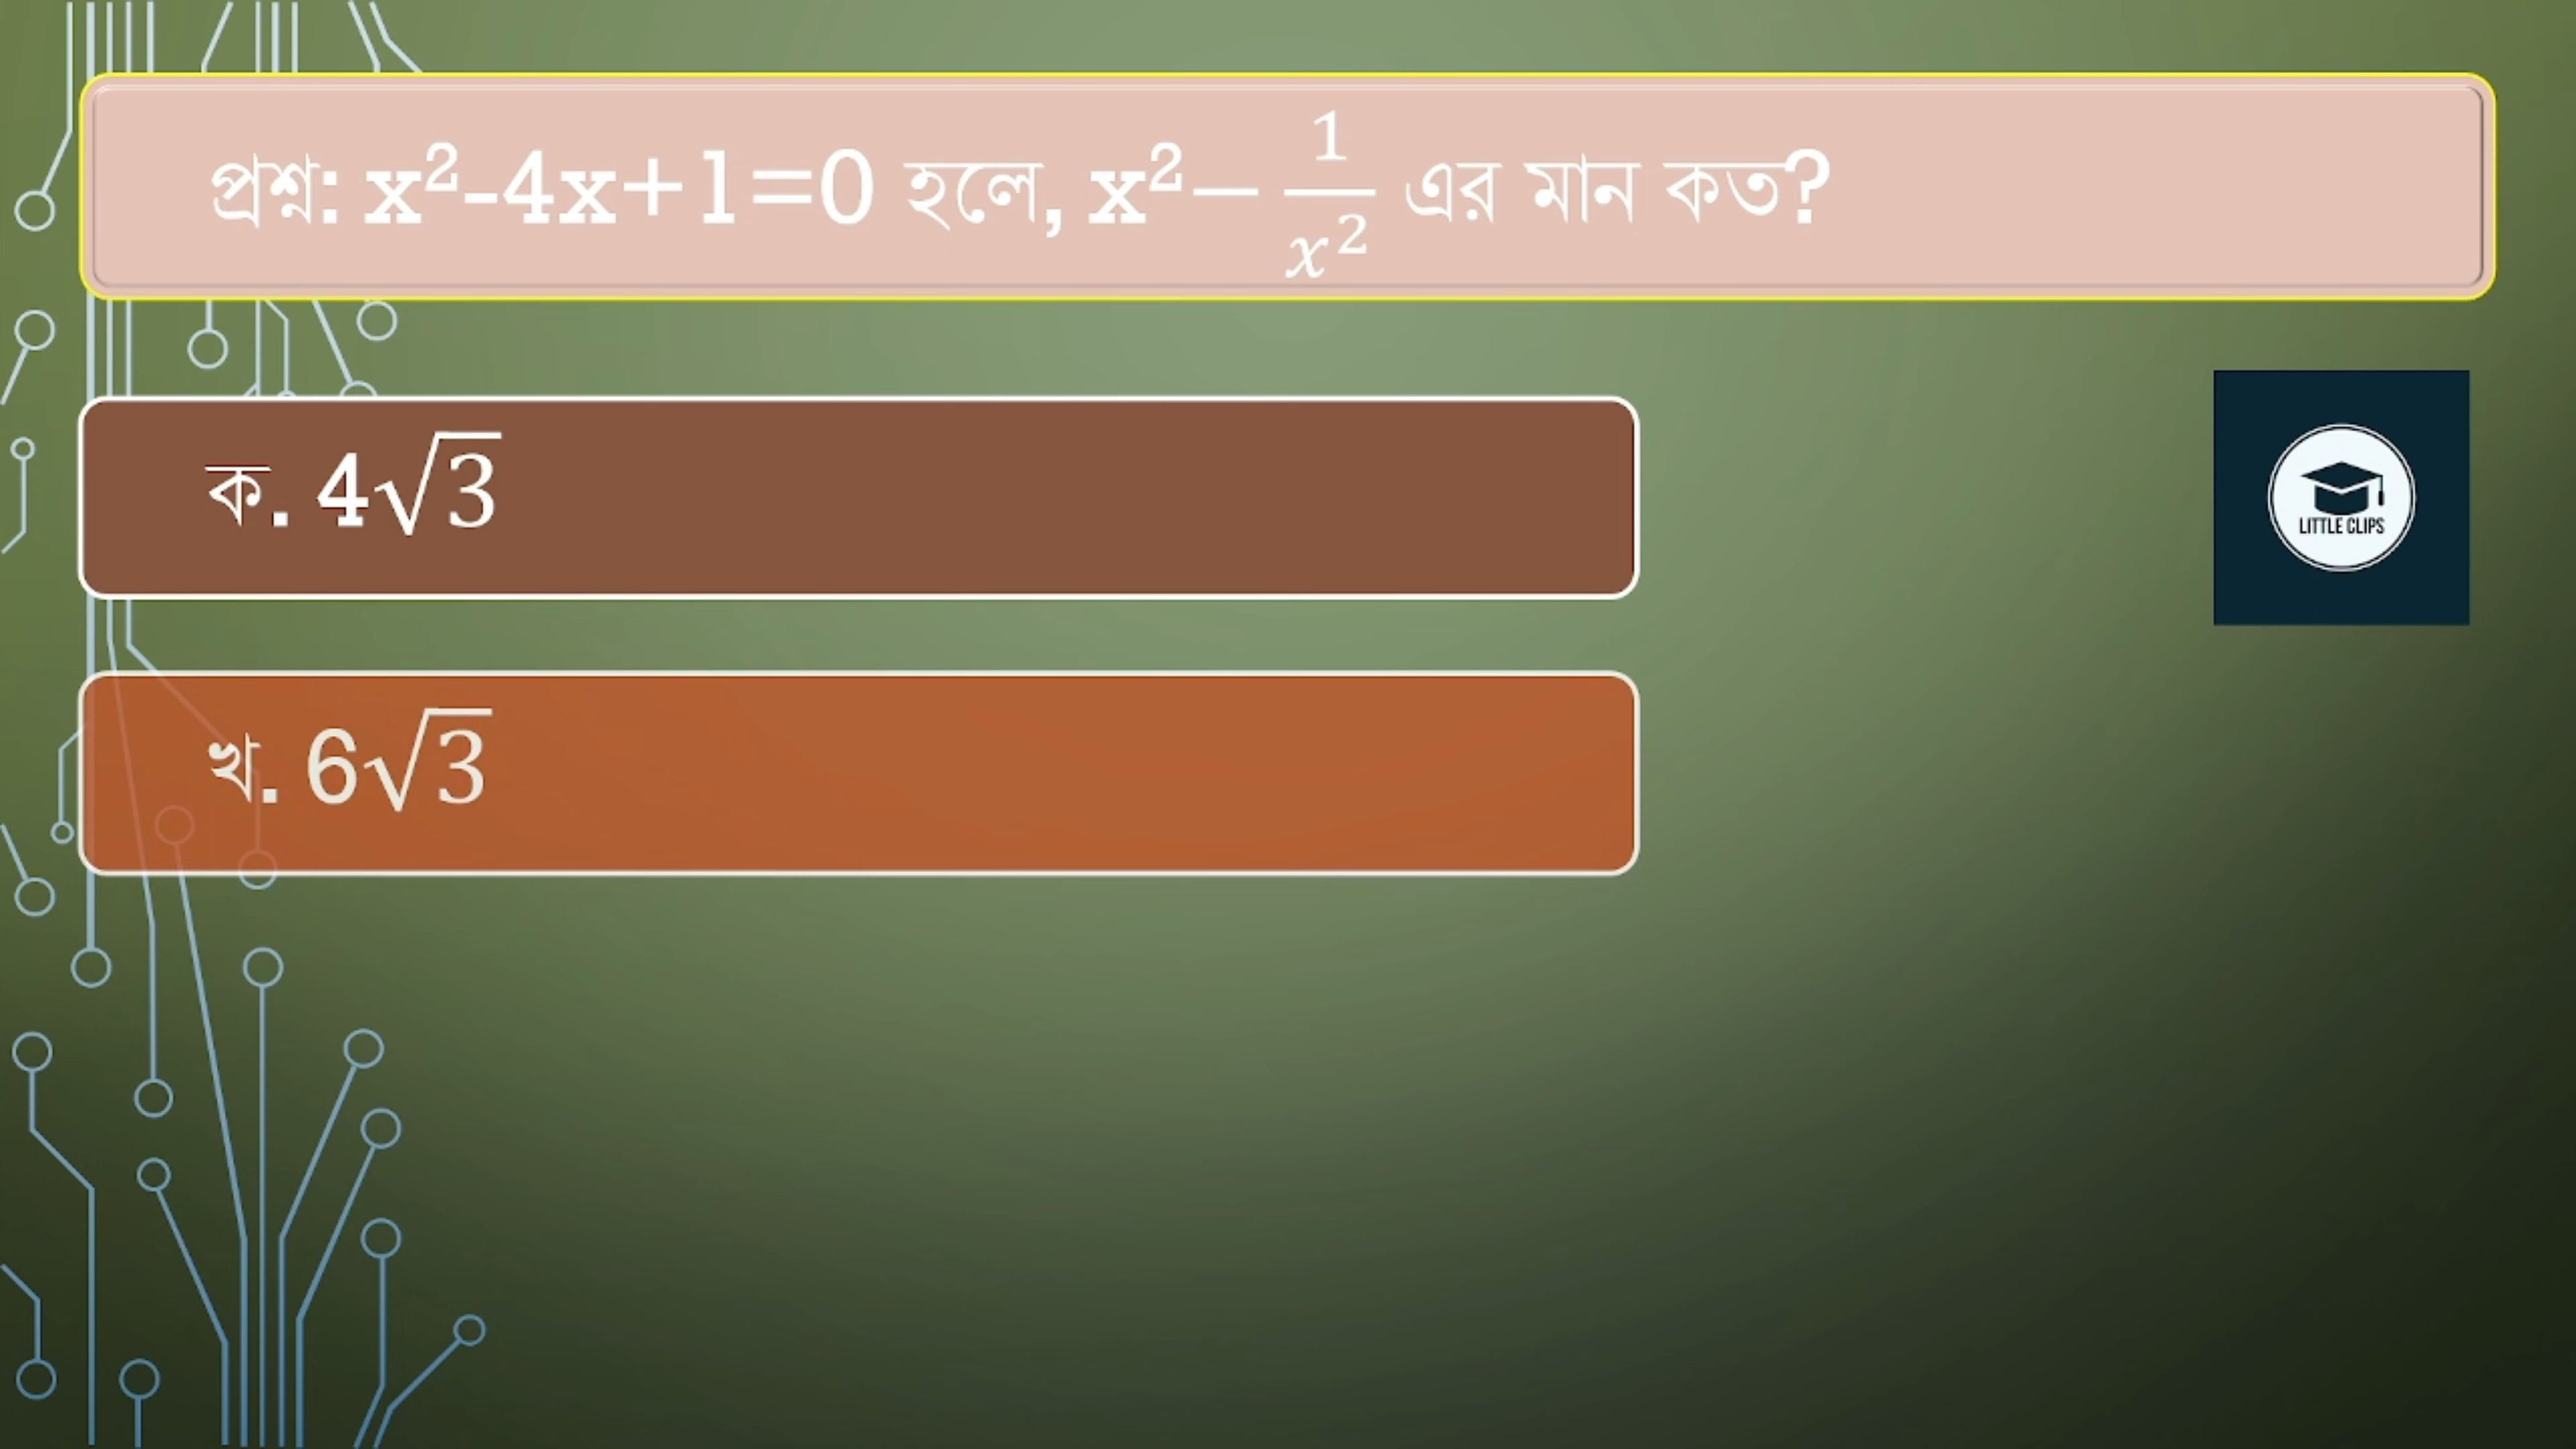 প্রশ্ন: x²-4x+1=0 হলে, x²− 1/x² এর মান কত?
ক. 4√3
LITTLE CLIPS
খ. 6√3